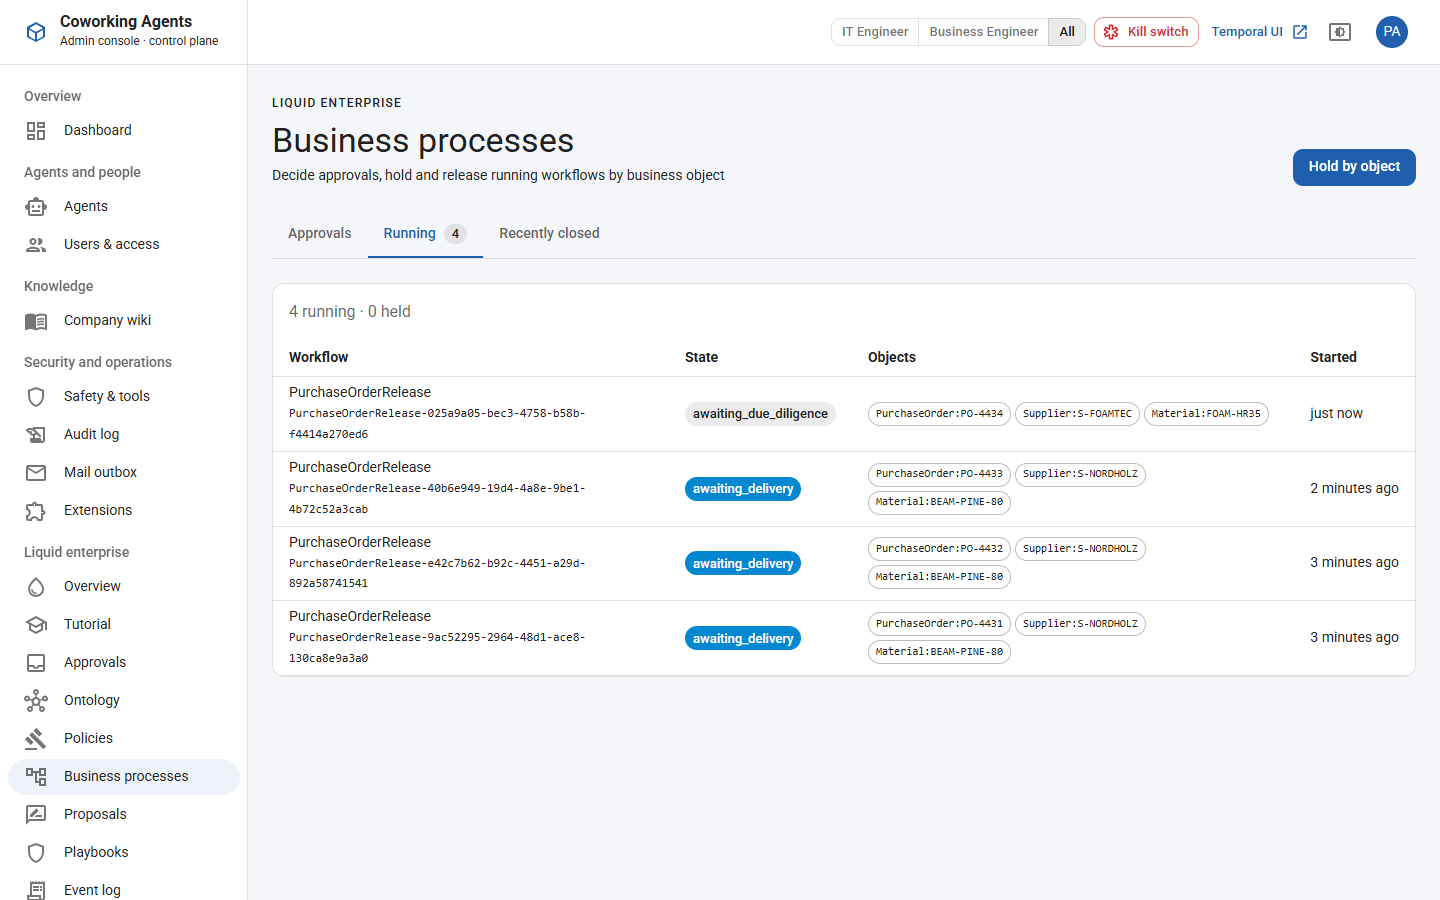 Coworking Agents
Admin console · control plane
IT Engineer
Business Engineer
All
Kill switch
Temporal UI
PA
Overview
Dashboard
Agents and people
Agents
Users & access
Knowledge
Company wiki
Security and operations
Safety & tools
Audit log
Mail outbox
Extensions
Liquid enterprise
Overview
Tutorial
Approvals
Ontology
Policies
Business processes
Proposals
Playbooks
Event log
LIQUID ENTERPRISE
Business processes
Decide approvals, hold and release running workflows by business object
Hold by object
Approvals
Running 4
Recently closed
4 running · 0 held
Workflow State Objects Started
PurchaseOrderRelease
PurchaseOrderRelease-025a9a05-bec3-4758-b58b-
f4414a270ed6
awaiting_due_diligence
PurchaseOrder:PO-4434 Supplier:S-FOAMTEC Material:FOAM-HR35
just now
PurchaseOrderRelease
PurchaseOrderRelease-40b6e949-19d4-4a8e-9be1-
4b72c52a3cab
awaiting_delivery
PurchaseOrder:PO-4433 Supplier:S-NORDHOLZ
Material:BEAM-PINE-80
2 minutes ago
PurchaseOrderRelease
PurchaseOrderRelease-e42c7b62-b92c-4451-a29d-
892a58741541
awaiting_delivery
PurchaseOrder:PO-4432 Supplier:S-NORDHOLZ
Material:BEAM-PINE-80
3 minutes ago
PurchaseOrderRelease
PurchaseOrderRelease-9ac52295-2964-48d1-ace8-
130ca8e9a3a0
awaiting_delivery
PurchaseOrder:PO-4431 Supplier:S-NORDHOLZ
Material:BEAM-PINE-80
3 minutes ago